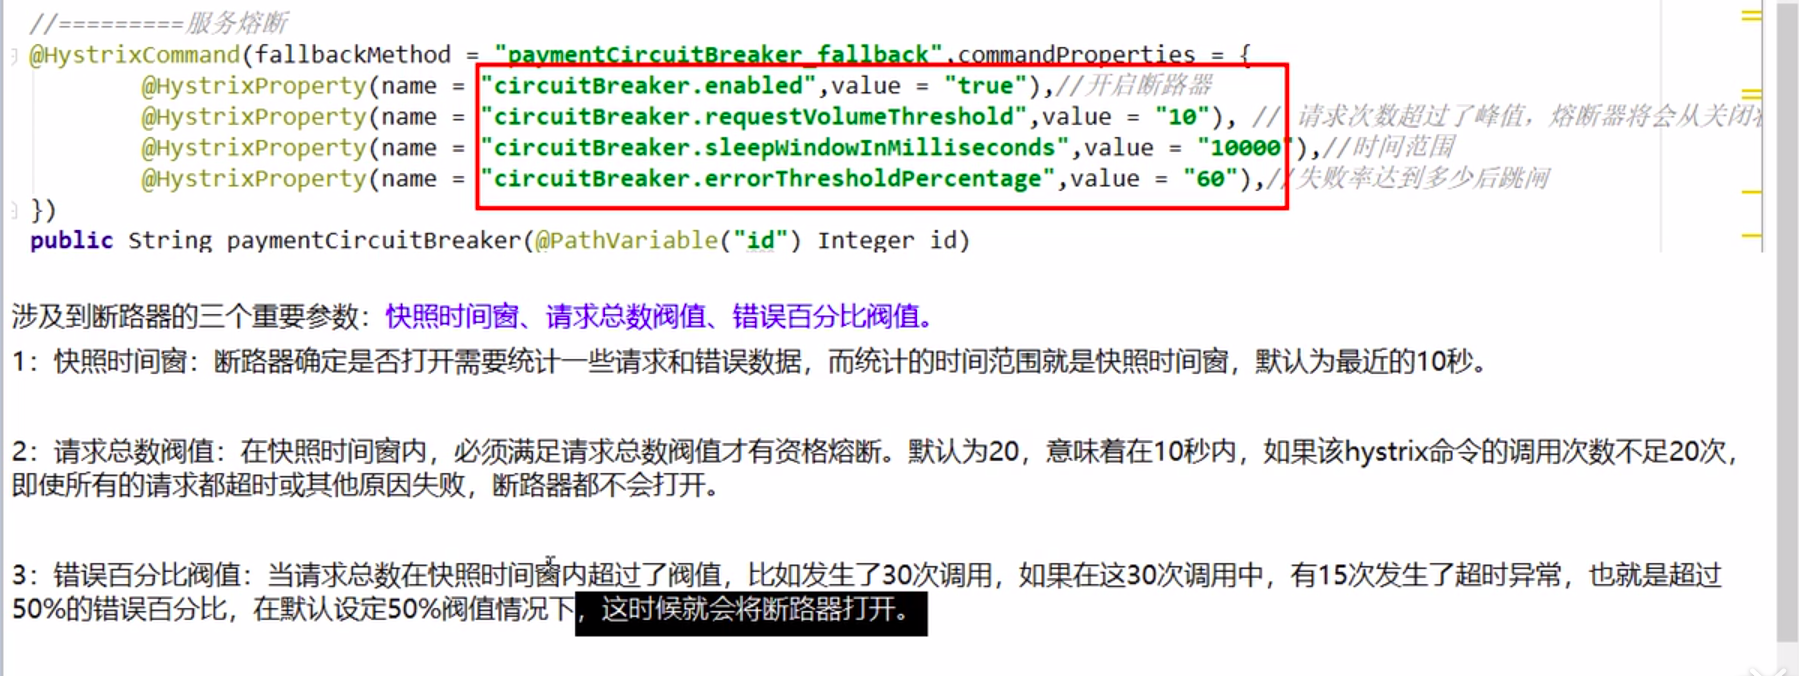 //=========服务熔断
@HystrixCommand(fallbackMethod = "paymentCircuitBreaker_fallback",commandProperties = {
@HystrixProperty(name = "circuitBreaker.enabled",value = "true"),//开启断路器
@HystrixProperty(name = "circuitBreaker.requestVolumeThreshold",value = "10"), // 请求次数超过了峰值，熔断器将会从关闭
@HystrixProperty(name = "circuitBreaker.sleepWindowInMilliseconds",value = "10000"),//时间范围
@HystrixProperty(name = "circuitBreaker.errorThresholdPercentage",value = "60"),//失败率达到多少后跳闸
})
public String paymentCircuitBreaker(@PathVariable("id") Integer id)
涉及到断路器的三个重要参数：快照时间窗、请求总数阀值、错误百分比阀值。
1：快照时间窗：断路器确定是否打开需要统计一些请求和错误数据，而统计的时间范围就是快照时间窗，默认为最近的10秒。
2：请求总数阀值：在快照时间窗内，必须满足请求总数阀值才有资格熔断。默认为20，意味着在10秒内，如果该hystrix命令的调用次数不足20次，
即使所有的请求都超时或其他原因失败，断路器都不会打开。
3：错误百分比阀值：当请求总数在快照时间窗内超过了阀值，比如发生了30次调用，如果在这30次调用中，有15次发生了超时异常，也就是超过
50%的错误百分比，在默认设定50%阀值情况下，这时候就会将断路器打开。